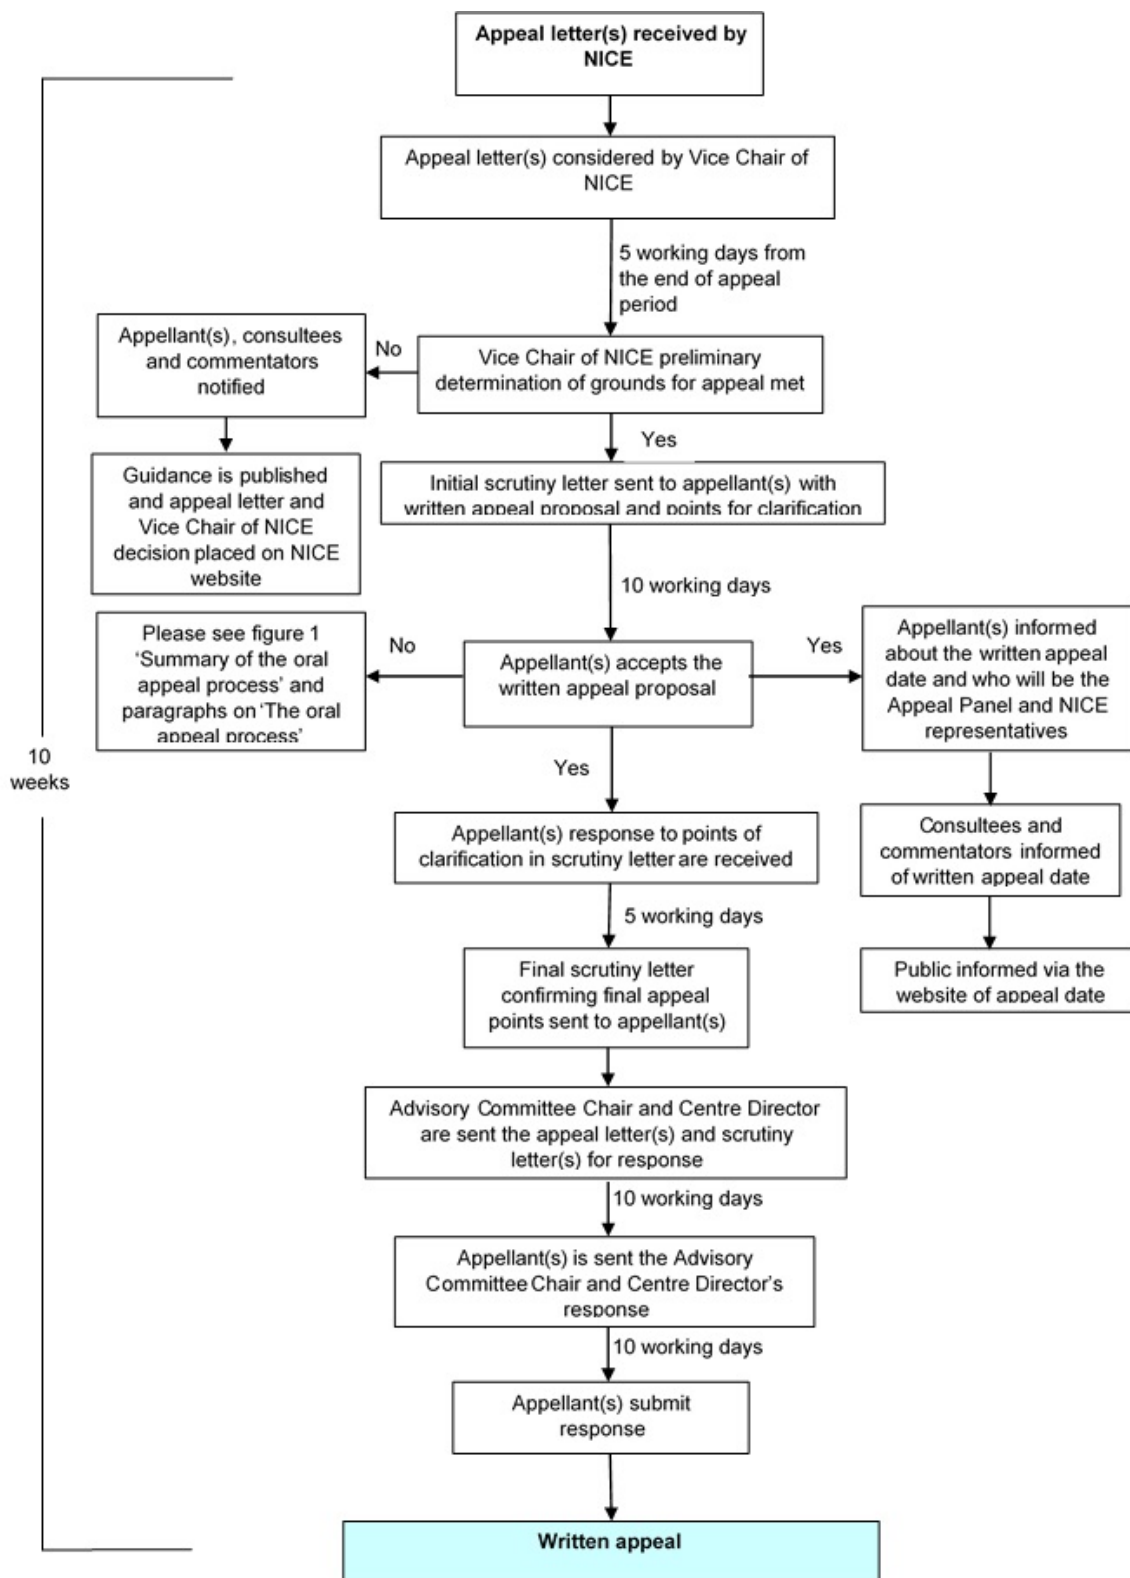 Appeal letter(s) received by
NICE
Appeal letter(s) considered by Vice Chair of
NICE
5 working days from
the end of appeal
period
Appellant(s), consultees
and commentators
notified
No
Vice Chair of NICE preliminary
determination of grounds for appeal met
Yes
Guidance is published
and appeal letter and
Vice Chair of NICE
decision placed on NICE
website
Initial scrutiny letter sent to appellant(s) with
written appeal proposal and points for clarification
10 working days
Please see figure 1
‘Summary of the oral
appeal process’ and
paragraphs on ‘The oral
appeal process’
No
Appellant(s) accepts the
written appeal proposal
Yes
Appellant(s) informed
about the written appeal
date and who will be the
Appeal Panel and NICE
representatives
10
weeks
Yes
Appellant(s) response to points of
clarification in scrutiny letter are received
Consultees and
commentators informed
of written appeal date
5 working days
Final scrutiny letter
confirming final appeal
points sent to appellant(s)
Public informed via the
website of appeal date
Advisory Committee Chair and Centre Director
are sent the appeal letter(s) and scrutiny
letter(s) for response
10 working days
Appellant(s) is sent the Advisory
Committee Chair and Centre Director’s
response
10 working days
Appellant(s) submit
response
Written appeal